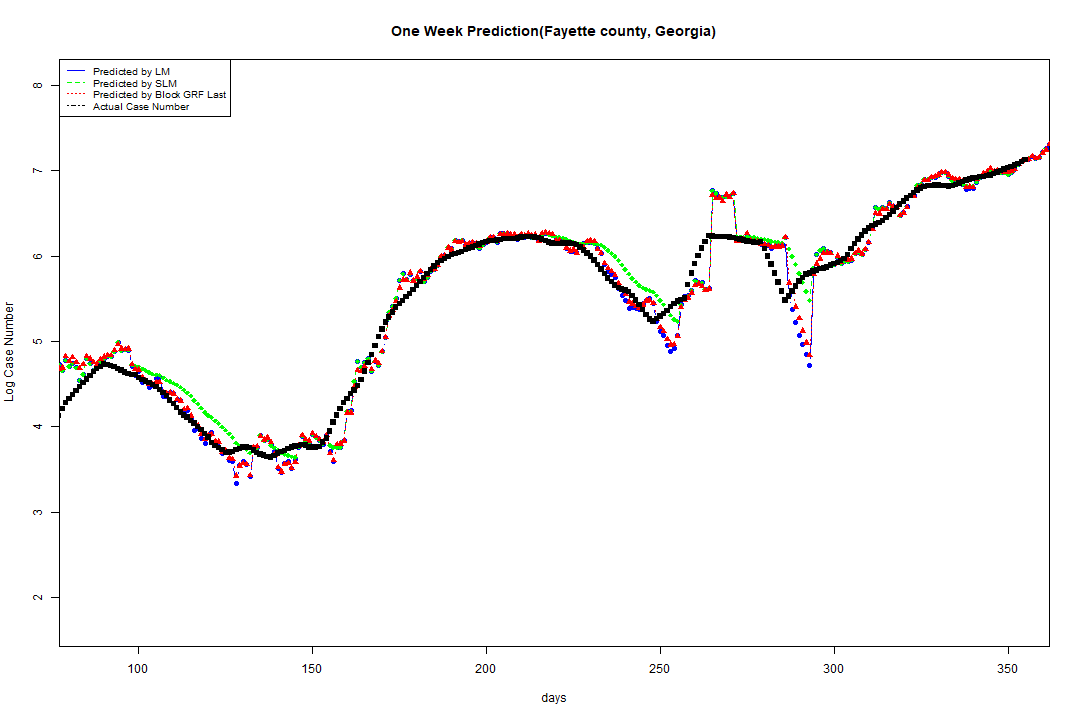 One Week Prediction(Fayette county, Georgia)
Predicted by LM
Predicted by SLM
Predicted by Block GRF Last
Actual Case Number
8
7
6
5
4
3
2
Log Case Number
100 150 200 250 300 350
days